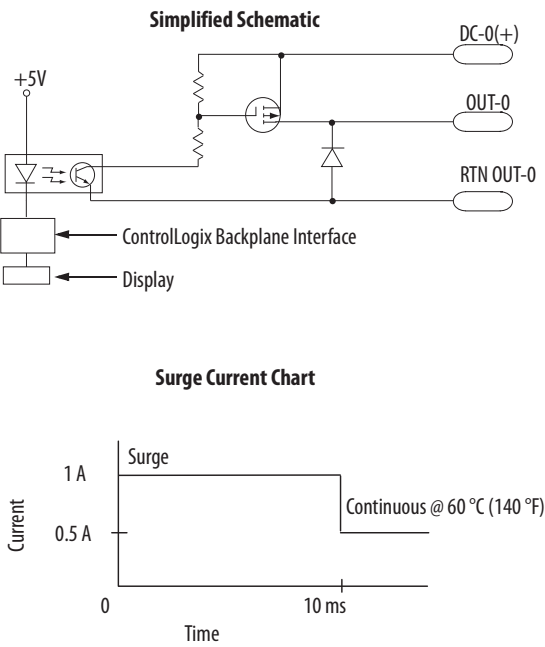 Simplified Schematic
DC-0(+)
+5V
OUT-0
RTN OUT-0
ControlLogix Backplane Interface
Display
Surge Current Chart
Surge
1 A
Continuous @ 60 °C (140 °F)
Current
0.5 A
0
10 ms
Time